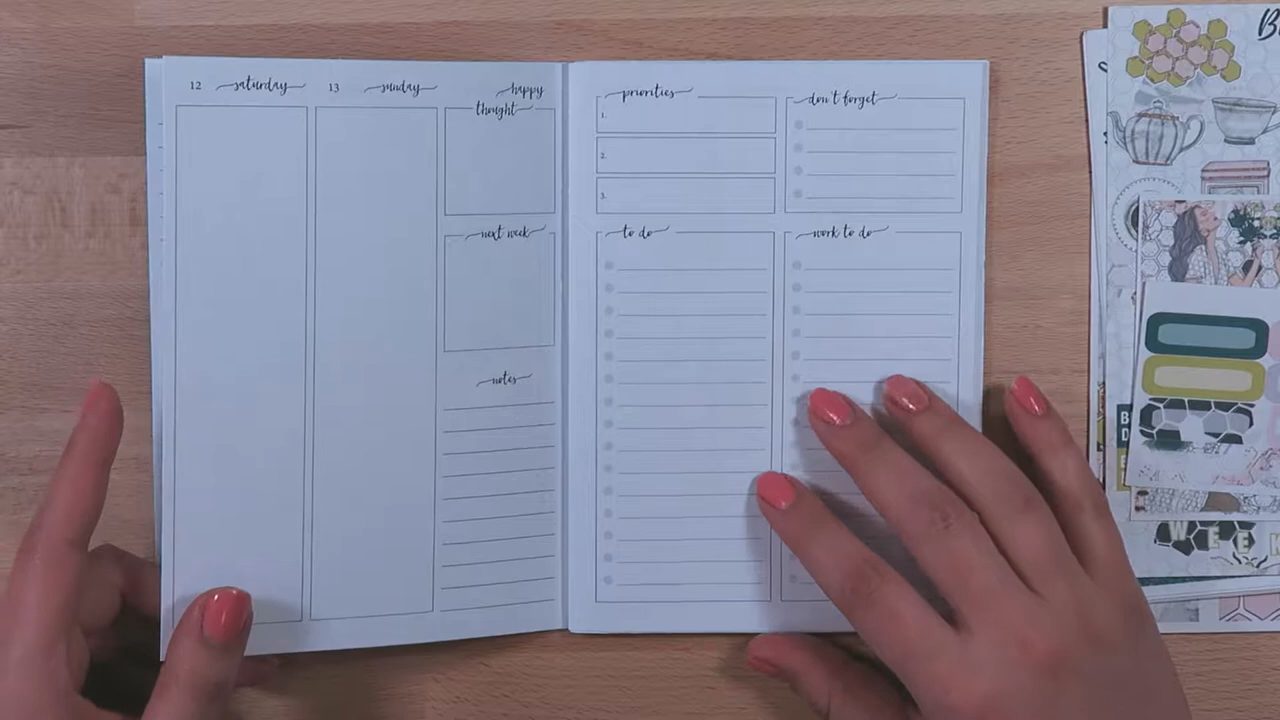 12 saturday
13 sunday
happy
thought
next week
notes
priorities
1.
2.
3.
don't forget
to do
work to do
WEEK